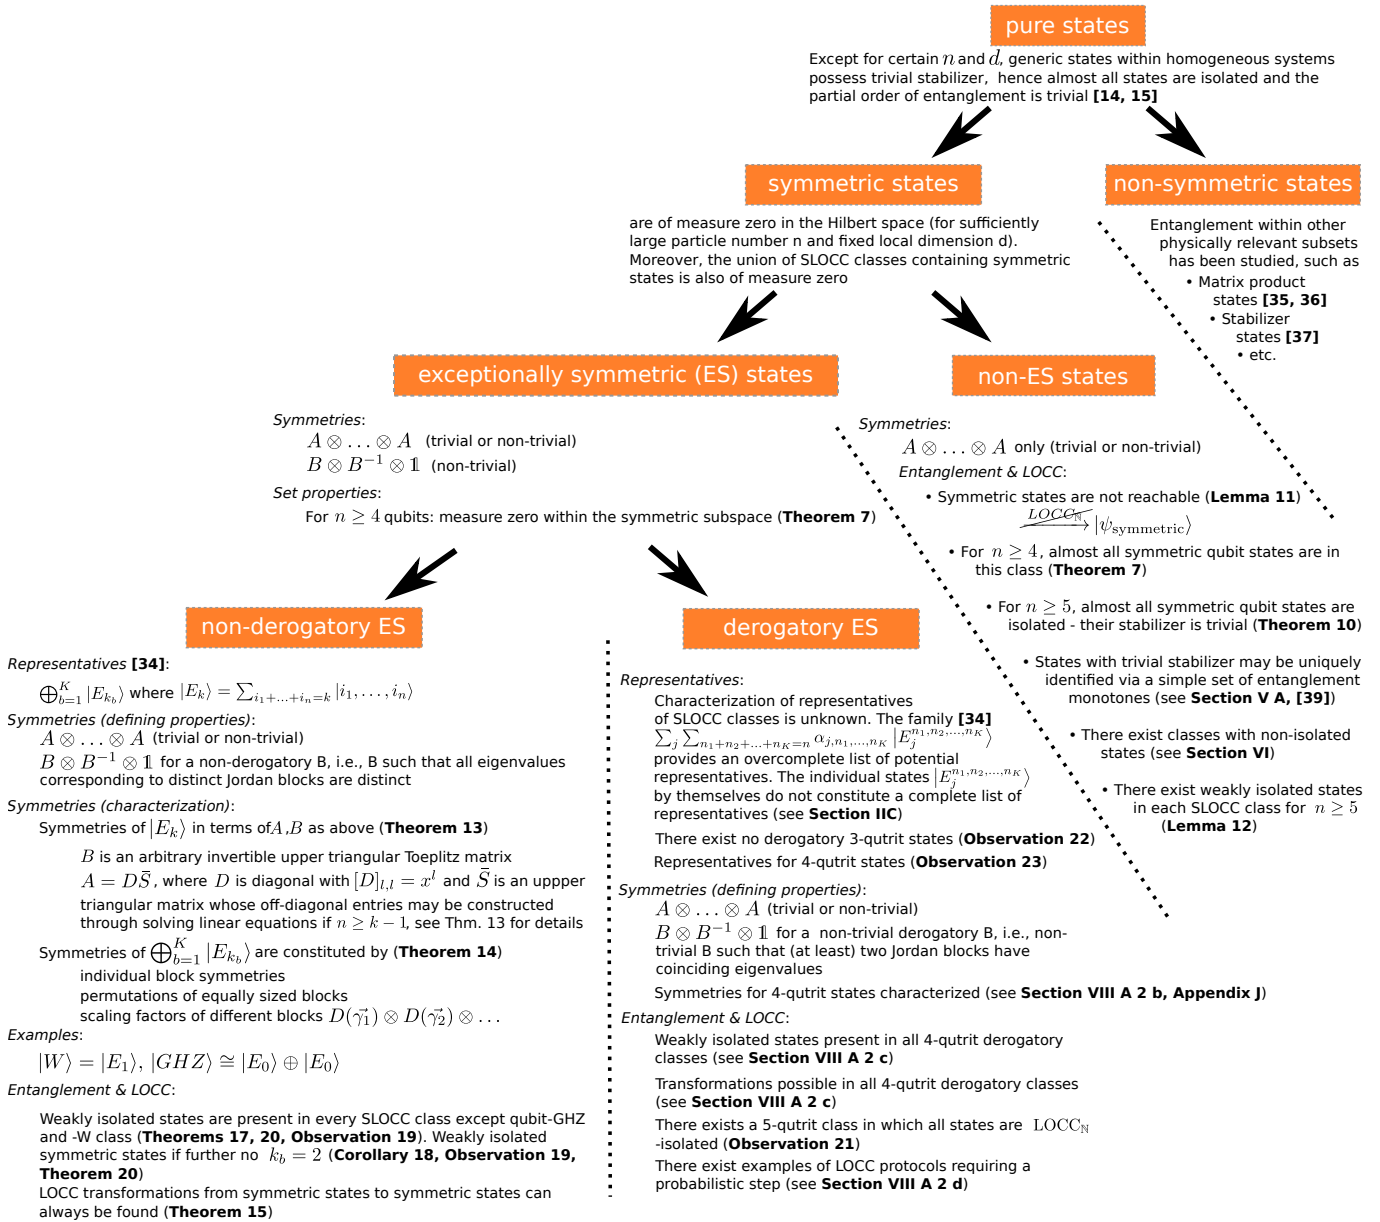 pure states
Except for certain n and d, generic states within homogeneous systems
possess trivial stabilizer, hence almost all states are isolated and the
partial order of entanglement is trivial [14, 15]
symmetric states
are of measure zero in the Hilbert space (for sufficiently
large particle number n and fixed local dimension d).
Moreover, the union of SLOCC classes containing symmetric
states is also of measure zero
non-symmetric states
Entanglement within other
physically relevant subsets
has been studied, such as
• Matrix product
states [35, 36]
• Stabilizer
states [37]
• etc.
exceptionally symmetric (ES) states
Symmetries:
A ⊗ … ⊗ A (trivial or non-trivial)
B ⊗ B⁻¹ ⊗ 𝟙 (non-trivial)
Set properties:
For n ≥ 4 qubits: measure zero within the symmetric subspace (Theorem 7)
non-ES states
Symmetries:
A ⊗ … ⊗ A only (trivial or non-trivial)
Entanglement & LOCC:
• Symmetric states are not reachable (Lemma 11)
LOCC_ℕ → |ψ_symmetric⟩
• For n ≥ 4, almost all symmetric qubit states are in
this class (Theorem 7)
• For n ≥ 5, almost all symmetric qubit states are
isolated - their stabilizer is trivial (Theorem 10)
• States with trivial stabilizer may be uniquely
identified via a simple set of entanglement
monotones (see Section V A, [39])
• There exist classes with non-isolated
states (see Section VI)
• There exist weakly isolated states
in each SLOCC class for n ≥ 5
(Lemma 12)
non-derogatory ES
Representatives [34]:
⊕_{b=1}^{K} |E_{k_b}⟩ where |E_k⟩ = ∑_{i_1+…+i_n=k} |i_1, …, i_n⟩
Symmetries (defining properties):
A ⊗ … ⊗ A (trivial or non-trivial)
B ⊗ B⁻¹ ⊗ 𝟙 for a non-derogatory B, i.e., B such that all eigenvalues
corresponding to distinct Jordan blocks are distinct
Symmetries (characterization):
Symmetries of |E_k⟩ in terms of A,B as above (Theorem 13)
B is an arbitrary invertible upper triangular Toeplitz matrix
A = DS̄, where D is diagonal with [D]_{l,l} = x^l and S̄ is an uppper
triangular matrix whose off-diagonal entries may be constructed
through solving linear equations if n ≥ k − 1, see Thm. 13 for details
Symmetries of ⊕_{b=1}^{K} |E_{k_b}⟩ are constituted by (Theorem 14)
individual block symmetries
permutations of equally sized blocks
scaling factors of different blocks D(γ⃗_1) ⊗ D(γ⃗_2) ⊗ …
Examples:
|W⟩ = |E_1⟩, |GHZ⟩ ≅ |E_0⟩ ⊕ |E_0⟩
Entanglement & LOCC:
Weakly isolated states are present in every SLOCC class except qubit-GHZ
and -W class (Theorems 17, 20, Observation 19). Weakly isolated
symmetric states if further no k_b = 2 (Corollary 18, Observation 19,
Theorem 20)
LOCC transformations from symmetric states to symmetric states can
always be found (Theorem 15)
derogatory ES
Representatives:
Characterization of representatives
of SLOCC classes is unknown. The family [34]
∑_j ∑_{n_1+n_2+…+n_K=n} α_{j,n_1,…,n_K} |E_j^{n_1,n_2,…,n_K}⟩
provides an overcomplete list of potential
representatives. The individual states |E_j^{n_1,n_2,…,n_K}⟩
by themselves do not constitute a complete list of
representatives (see Section IIC)
There exist no derogatory 3-qutrit states (Observation 22)
Representatives for 4-qutrit states (Observation 23)
Symmetries (defining properties):
A ⊗ … ⊗ A (trivial or non-trivial)
B ⊗ B⁻¹ ⊗ 𝟙 for a non-trivial derogatory B, i.e., non-
trivial B such that (at least) two Jordan blocks have
coinciding eigenvalues
Symmetries for 4-qutrit states characterized (see Section VIII A 2 b, Appendix J)
Entanglement & LOCC:
Weakly isolated states present in all 4-qutrit derogatory
classes (see Section VIII A 2 c)
Transformations possible in all 4-qutrit derogatory classes
(see Section VIII A 2 c)
There exists a 5-qutrit class in which all states are LOCC_ℕ
-isolated (Observation 21)
There exist examples of LOCC protocols requiring a
probabilistic step (see Section VIII A 2 d)